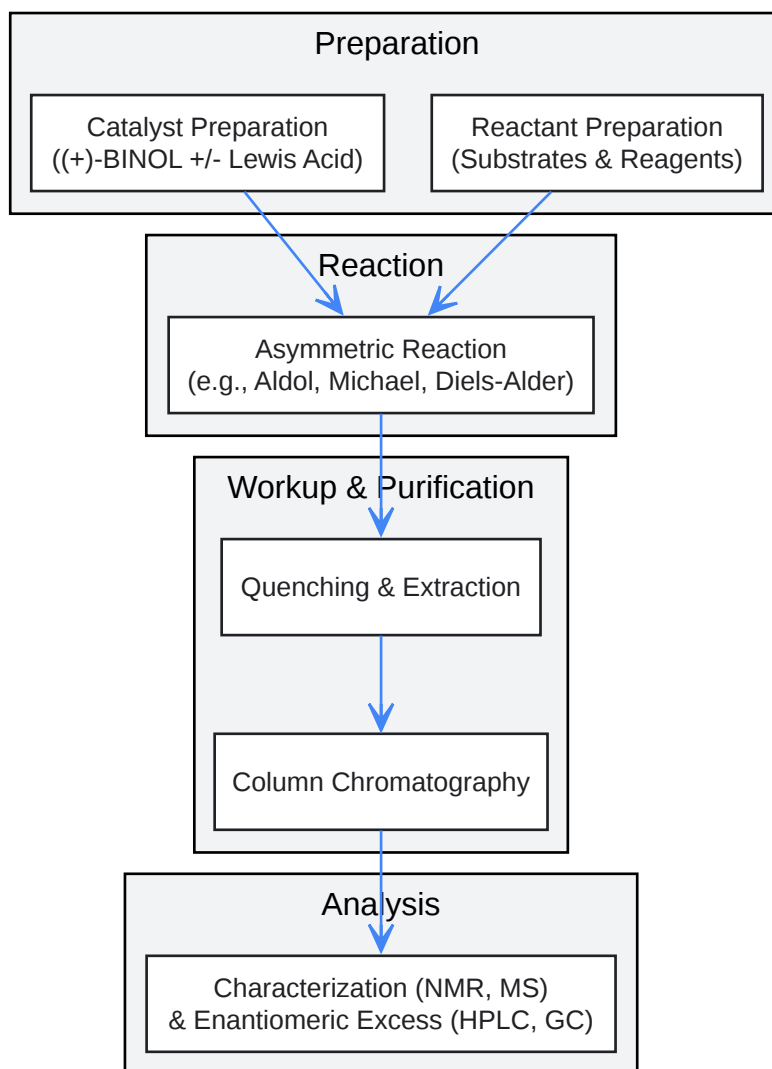 Preparation
Catalyst Preparation
((+)-BINOL +/- Lewis Acid)
Reactant Preparation
(Substrates & Reagents)
Reaction
Asymmetric Reaction
(e.g., Aldol, Michael, Diels-Alder)
Workup & Purification
Quenching & Extraction
Column Chromatography
Analysis
Characterization (NMR, MS)
& Enantiomeric Excess (HPLC, GC)